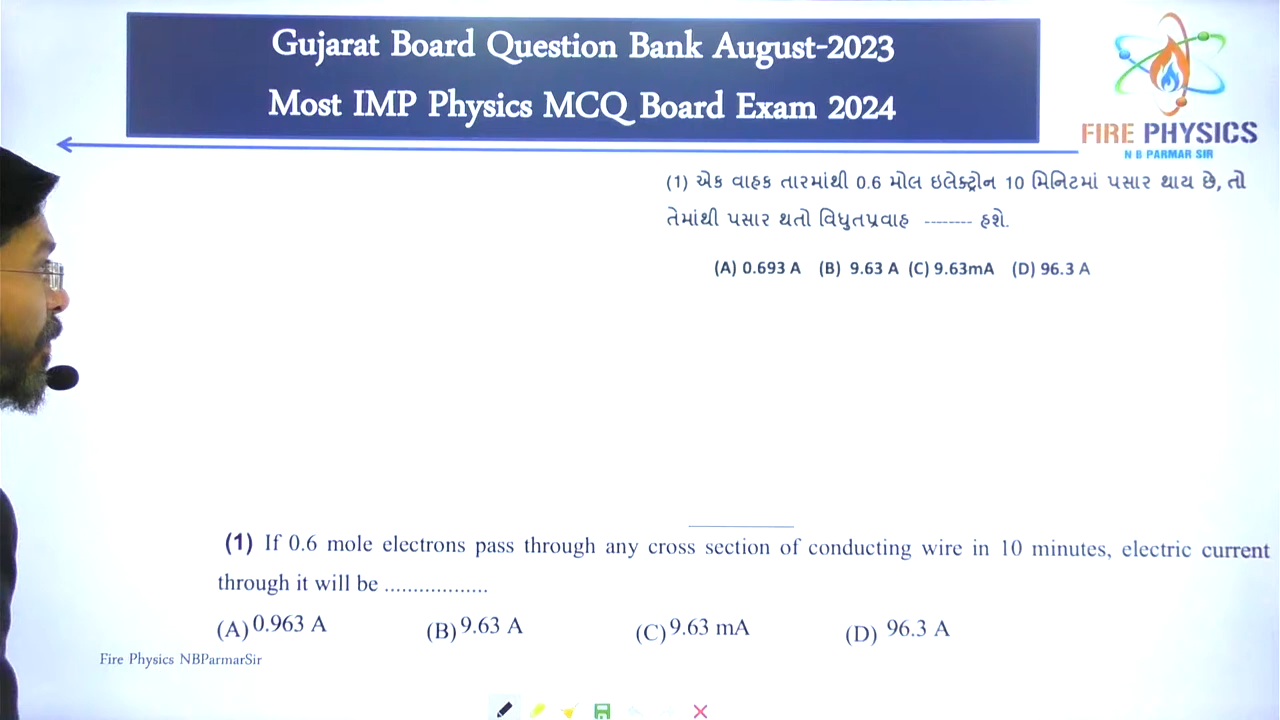 Gujarat Board Question Bank August-2023
Most IMP Physics MCQ Board Exam 2024
FIRE PHYSICS
N B PARMAR SIR
(1) એક વાહક તારમાંથી 0.6 મોલ ઇલેક્ટ્રોન 10 મિનિટમાં પસાર થાય છે, તો
તેમાંથી પસાર થતો વિધુતપ્રવાહ -------- હશે.
(A) 0.693 A (B) 9.63 A (C) 9.63mA (D) 96.3 A
(1) If 0.6 mole electrons pass through any cross section of conducting wire in 10 minutes, electric current
through it will be ..................
(A) 0.963 A (B) 9.63 A (C) 9.63 mA (D) 96.3 A
Fire Physics NBParmarSir